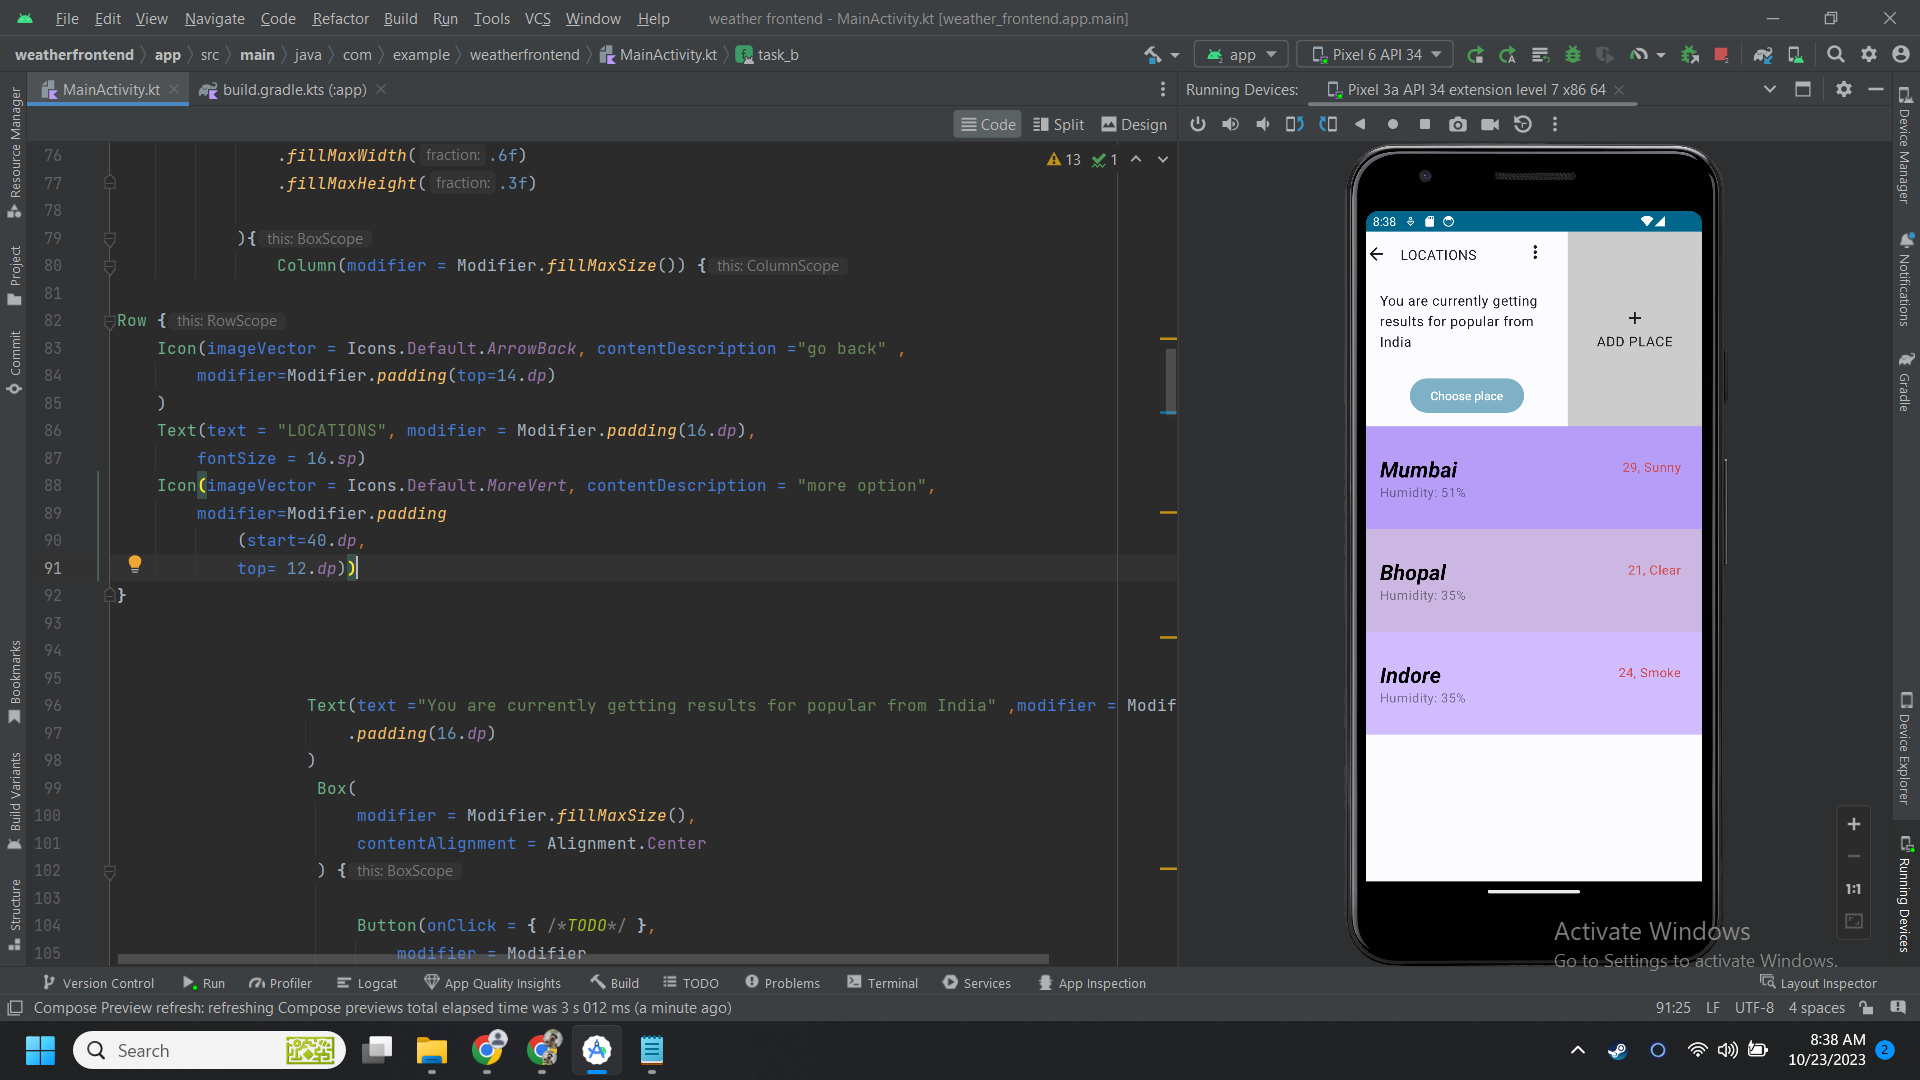 File Edit View Navigate Code Refactor Build Run Tools VCS Window Help weather frontend - MainActivity.kt [weather_frontend.app.main]
weatherfrontend app src main java com example weatherfrontend MainActivity.kt task_b app Pixel 6 API 34
MainActivity.kt build.gradle.kts (:app) Running Devices: Pixel 3a API 34 extension level 7 x86 64
Code Split Design
13 1
76 .fillMaxWidth( fraction: .6f)
77 .fillMaxHeight( fraction: .3f)
78
79 ){ this: BoxScope
80 Column(modifier = Modifier.fillMaxSize()) { this: ColumnScope
81
82 Row { this: RowScope
83 Icon(imageVector = Icons.Default.ArrowBack, contentDescription ="go back" ,
84 modifier=Modifier.padding(top=14.dp)
85 )
86 Text(text = "LOCATIONS", modifier = Modifier.padding(16.dp),
87 fontSize = 16.sp)
88 Icon(imageVector = Icons.Default.MoreVert, contentDescription = "more option",
89 modifier=Modifier.padding
90 (start=40.dp,
91 top= 12.dp))
92 }
93
94
95
96 Text(text ="You are currently getting results for popular from India" ,modifier = Modif
97 .padding(16.dp)
98 )
99 Box(
100 modifier = Modifier.fillMaxSize(),
101 contentAlignment = Alignment.Center
102 ) { this: BoxScope
103
104 Button(onClick = { /*TODO*/ },
105 modifier = Modifier
Resource Manager
Project
Commit
Bookmarks
Build Variants
Structure
8:38
LOCATIONS
You are currently getting
results for popular from
India
Choose place
+
ADD PLACE
Mumbai 29, Sunny
Humidity: 51%
Bhopal 21, Clear
Humidity: 35%
Indore 24, Smoke
Humidity: 35%
1:1
Device Manager
Notifications
Gradle
Device Explorer
Running Devices
Activate Windows
Go to Settings to activate Windows.
Version Control Run Profiler Logcat App Quality Insights Build TODO Problems Terminal Services App Inspection Layout Inspector
Compose Preview refresh: refreshing Compose previews total elapsed time was 3 s 012 ms (a minute ago) 91:25 LF UTF-8 4 spaces
Search
8:38 AM
10/23/2023
2